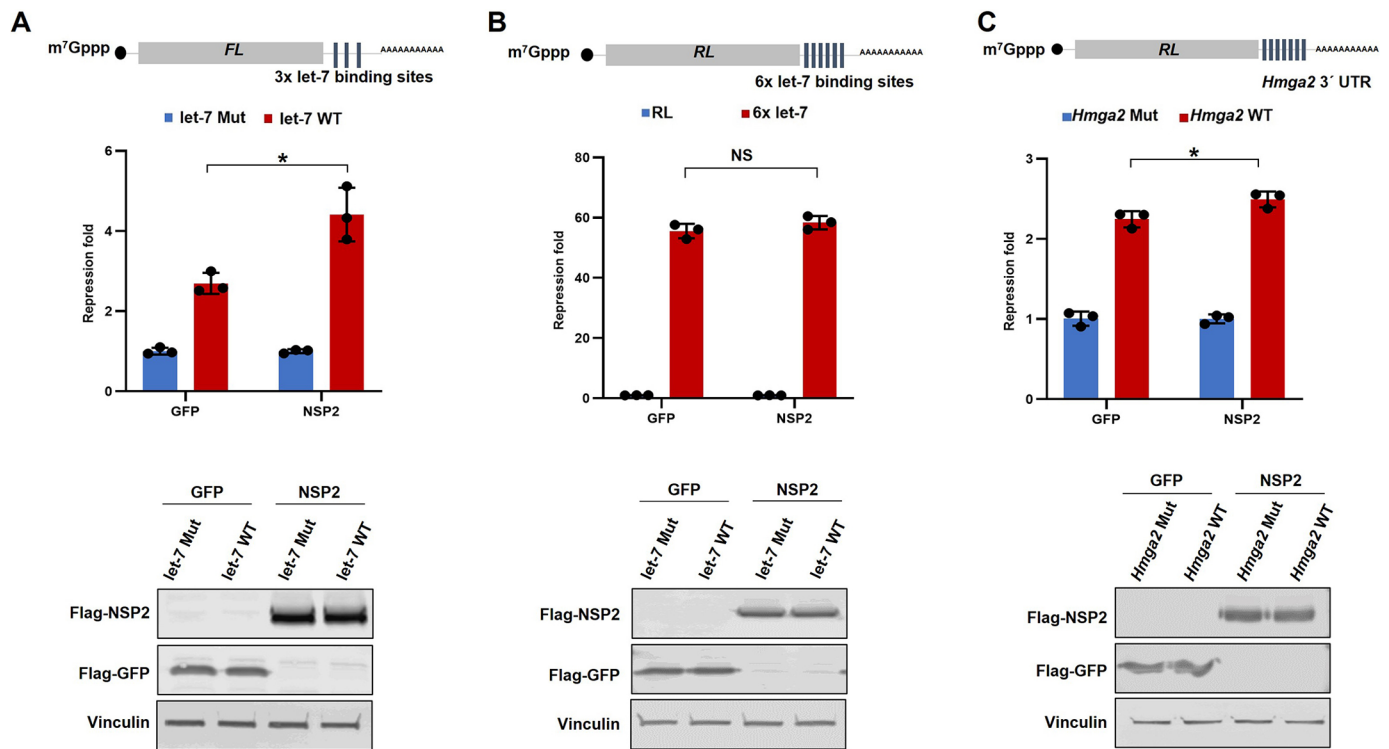 A
m⁷Gppp
FL
AAAAAAAAAAA
3x let-7 binding sites
let-7 Mut let-7 WT
Repression fold
6
4
2
0
*
GFP NSP2
GFP NSP2
let-7 Mut let-7 WT let-7 Mut let-7 WT
Flag-NSP2
Flag-GFP
Vinculin
B
m⁷Gppp
RL
AAAAAAAAAAA
6x let-7 binding sites
RL 6x let-7
Repression fold
80
60
40
20
0
NS
GFP NSP2
GFP NSP2
let-7 Mut let-7 WT let-7 Mut let-7 WT
Flag-NSP2
Flag-GFP
Vinculin
C
m⁷Gppp
RL
AAAAAAAAAAA
Hmga2 3´ UTR
Hmga2 Mut Hmga2 WT
Repression fold
3
2
1
0
*
GFP NSP2
GFP NSP2
Hmga2 Mut Hmga2 WT Hmga2 Mut Hmga2 WT
Flag-NSP2
Flag-GFP
Vinculin